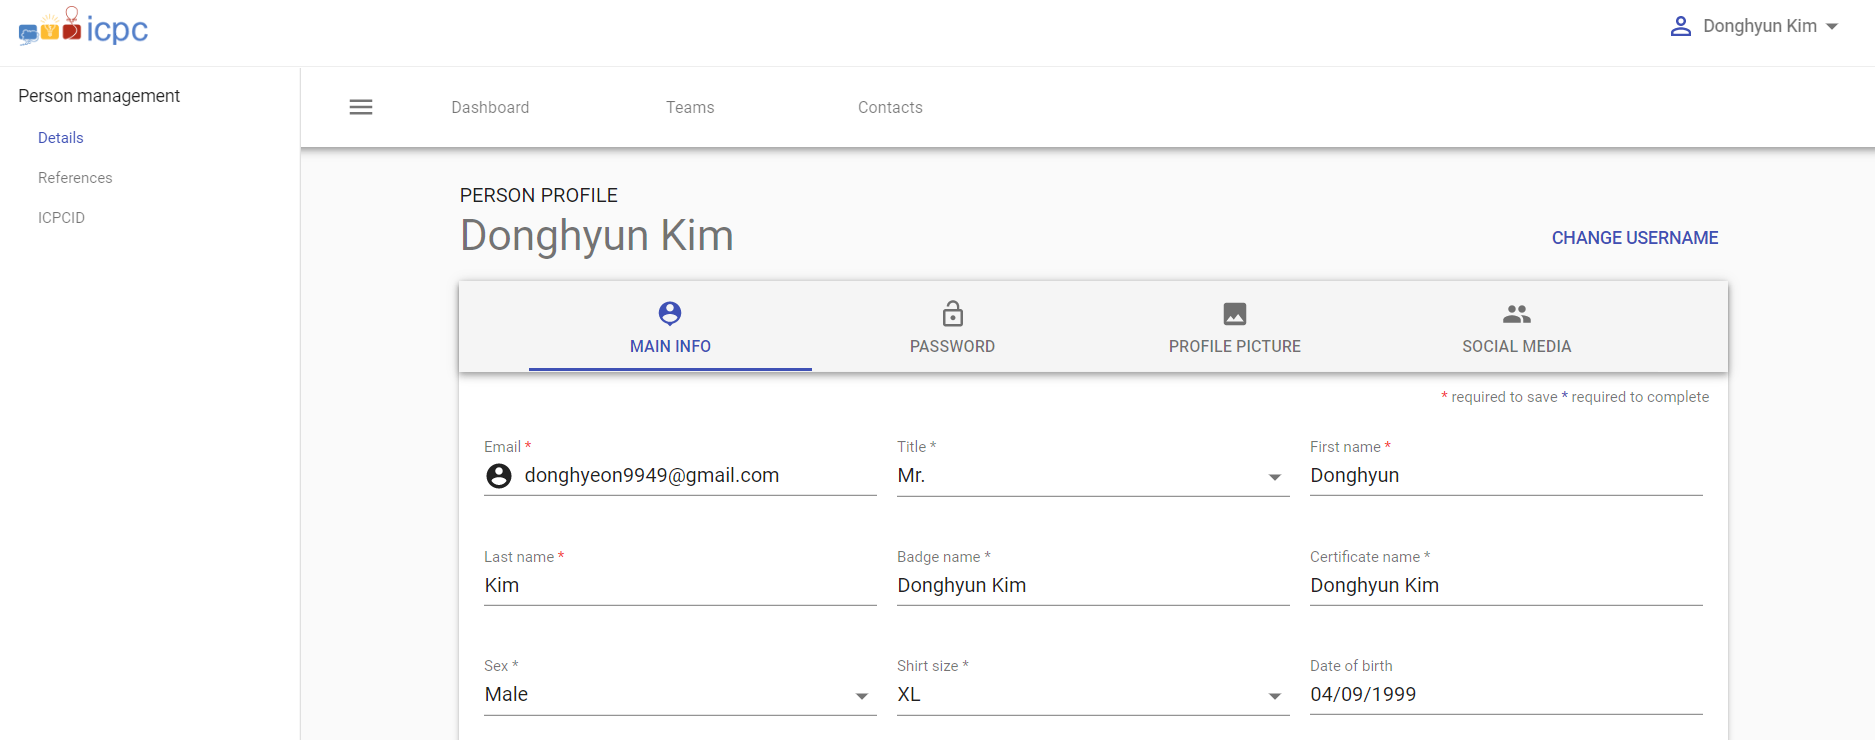 icpc
Donghyun Kim
Person management
Details
References
ICPCID
Dashboard Teams Contacts
PERSON PROFILE
Donghyun Kim
CHANGE USERNAME
MAIN INFO PASSWORD PROFILE PICTURE SOCIAL MEDIA
* required to save * required to complete
Email * Title * First name *
donghyeon9949@gmail.com Mr. Donghyun
Last name * Badge name * Certificate name *
Kim Donghyun Kim Donghyun Kim
Sex * Shirt size * Date of birth
Male XL 04/09/1999